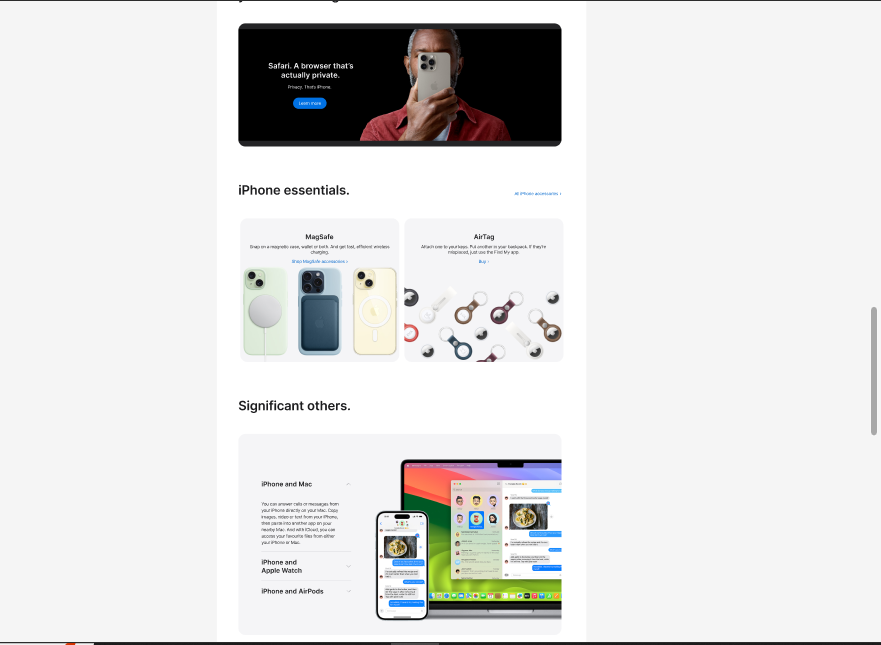 Safari. A browser that's
actually private.
Privacy. That's iPhone.
Learn more
iPhone essentials.
All iPhone accessories ›
MagSafe
Snap on a magnetic case, wallet or both. And get fast, efficient wireless
charging.
Shop MagSafe accessories ›
AirTag
Attach one to your keys. Put another in your backpack. If they're
misplaced, just use the Find My app.
Buy ›
Significant others.
iPhone and Mac
You can answer calls or messages from
your iPhone directly on your Mac. Copy
images, video or text from your iPhone,
then paste into another app on your
nearby Mac. And with iCloud, you can
access your favourite files from either
your iPhone or Mac.
iPhone and
Apple Watch
iPhone and AirPods